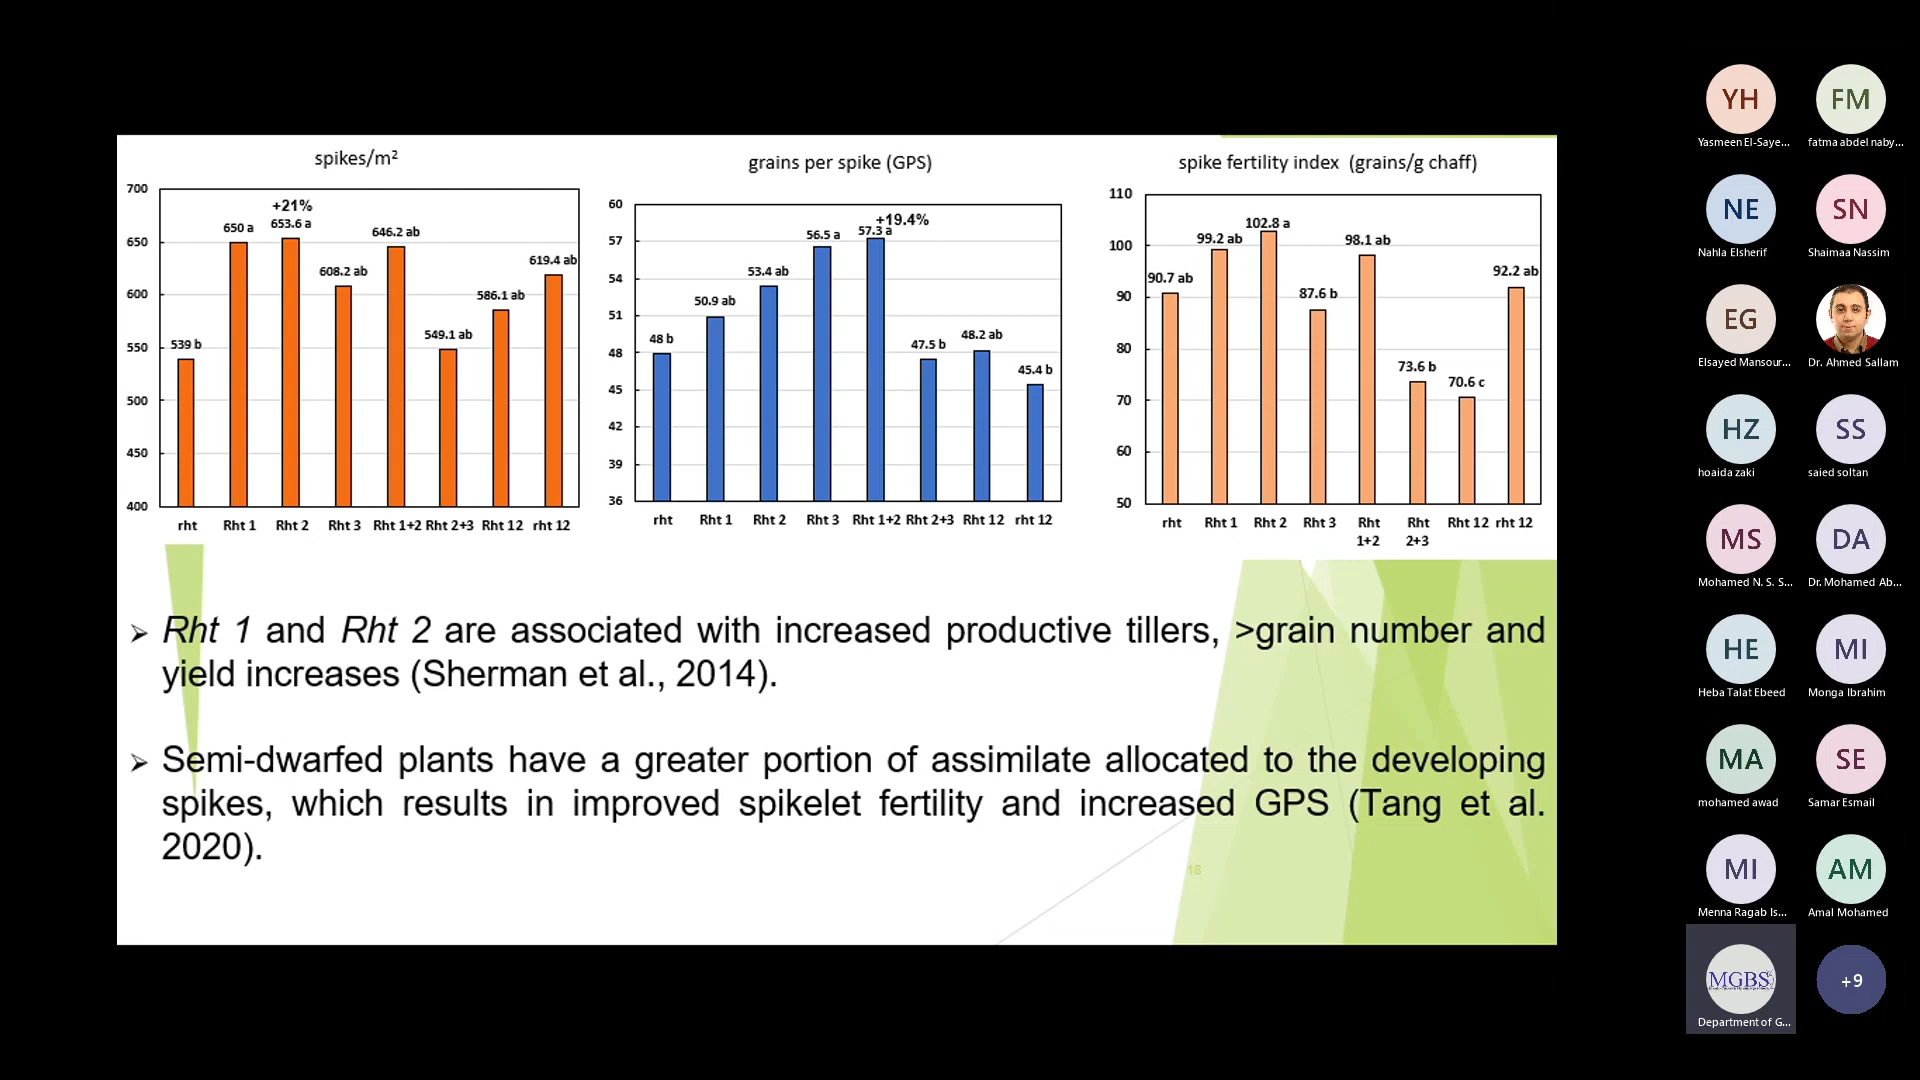 spikes/m²
700
650
600
550
500
450
400
539 b
650 a
+21%
653.6 a
608.2 ab
646.2 ab
549.1 ab
586.1 ab
619.4 ab
rht Rht 1 Rht 2 Rht 3 Rht 1+2 Rht 2+3 Rht 12 rht 12
grains per spike (GPS)
60
57
54
51
48
45
42
39
36
48 b
50.9 ab
53.4 ab
56.5 a
+19.4%
57.3 a
47.5 b
48.2 ab
45.4 b
rht Rht 1 Rht 2 Rht 3 Rht 1+2 Rht 2+3 Rht 12 rht 12
spike fertility index (grains/g chaff)
110
100
90
80
70
60
50
90.7 ab
99.2 ab
102.8 a
87.6 b
98.1 ab
73.6 b
70.6 c
92.2 ab
rht Rht 1 Rht 2 Rht 3 Rht Rht Rht 12 rht 12
1+2 2+3
➢ Rht 1 and Rht 2 are associated with increased productive tillers, >grain number and
yield increases (Sherman et al., 2014).
➢ Semi-dwarfed plants have a greater portion of assimilate allocated to the developing
spikes, which results in improved spikelet fertility and increased GPS (Tang et al.
2020).
18
YH
Yasmeen El-Saye...
FM
fatma abdel naby...
NE
Nahla Elsherif
SN
Shaimaa Nassim
EG
Elsayed Mansour...
Dr. Ahmed Sallam
HZ
hoaida zaki
SS
saied soltan
MS
Mohamed N. S. S...
DA
Dr. Mohamed Ab...
HE
Heba Talat Ebeed
MI
Monga Ibrahim
MA
mohamed awad
SE
Samar Esmail
MI
Menna Ragab Is...
AM
Amal Mohamed
MGBS
Department of G...
+9